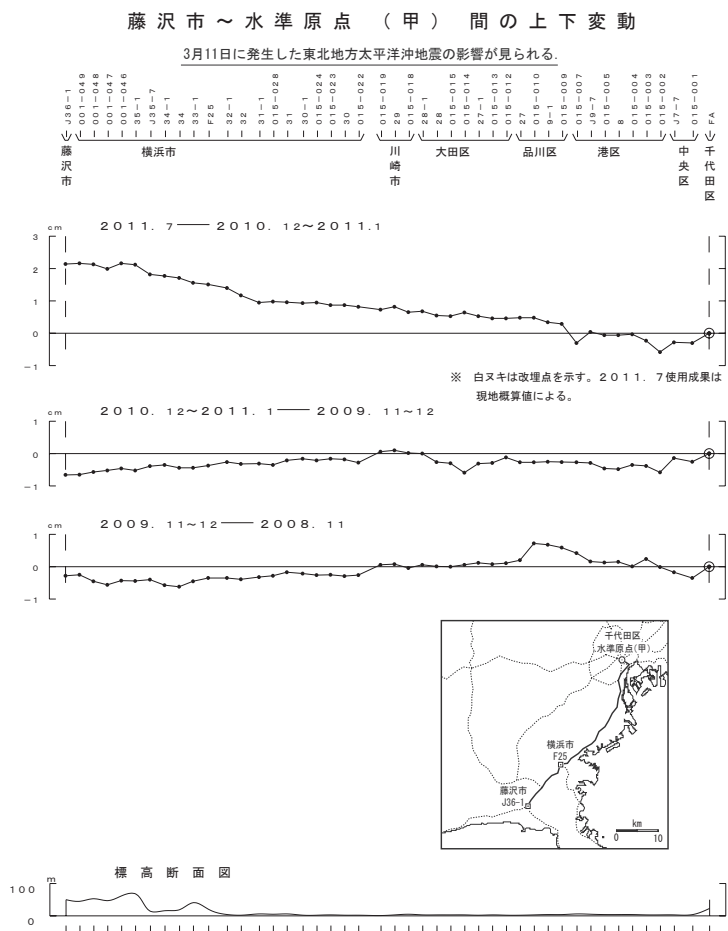 藤沢市～水準原点（甲）間の上下変動
3月11日に発生した東北地方太平洋沖地震の影響が見られる.
J36-1
001-049
001-048
001-047
001-046
35-1
J35-7
34-1
34
33-1
F25
32-1
32
31-1
015-028
31
30-1
015-024
015-023
30
015-022
015-019
29
015-018
28-1
28
015-015
015-014
27-1
015-013
015-012
27
015-010
9-1
015-009
015-007
J9-7
015-005
8
015-004
015-003
015-002
J7-7
015-001
FA
藤沢市
横浜市
川崎市
大田区
品川区
港区
中央区
千代田区
cm
2011. 7 ―― 2010. 12～2011.1
3
2
1
0
-1
※ 白ヌキは改埋点を示す。2011. 7使用成果は
現地概算値による。
cm
2010. 12～2011. 1 ―― 2009. 11～12
1
0
-1
cm
2009. 11～12 ―― 2008. 11
1
0
-1
千代田区
水準原点(甲)
横浜市
F25
藤沢市
J36-1
km
0 10
標高断面図
m
100
0